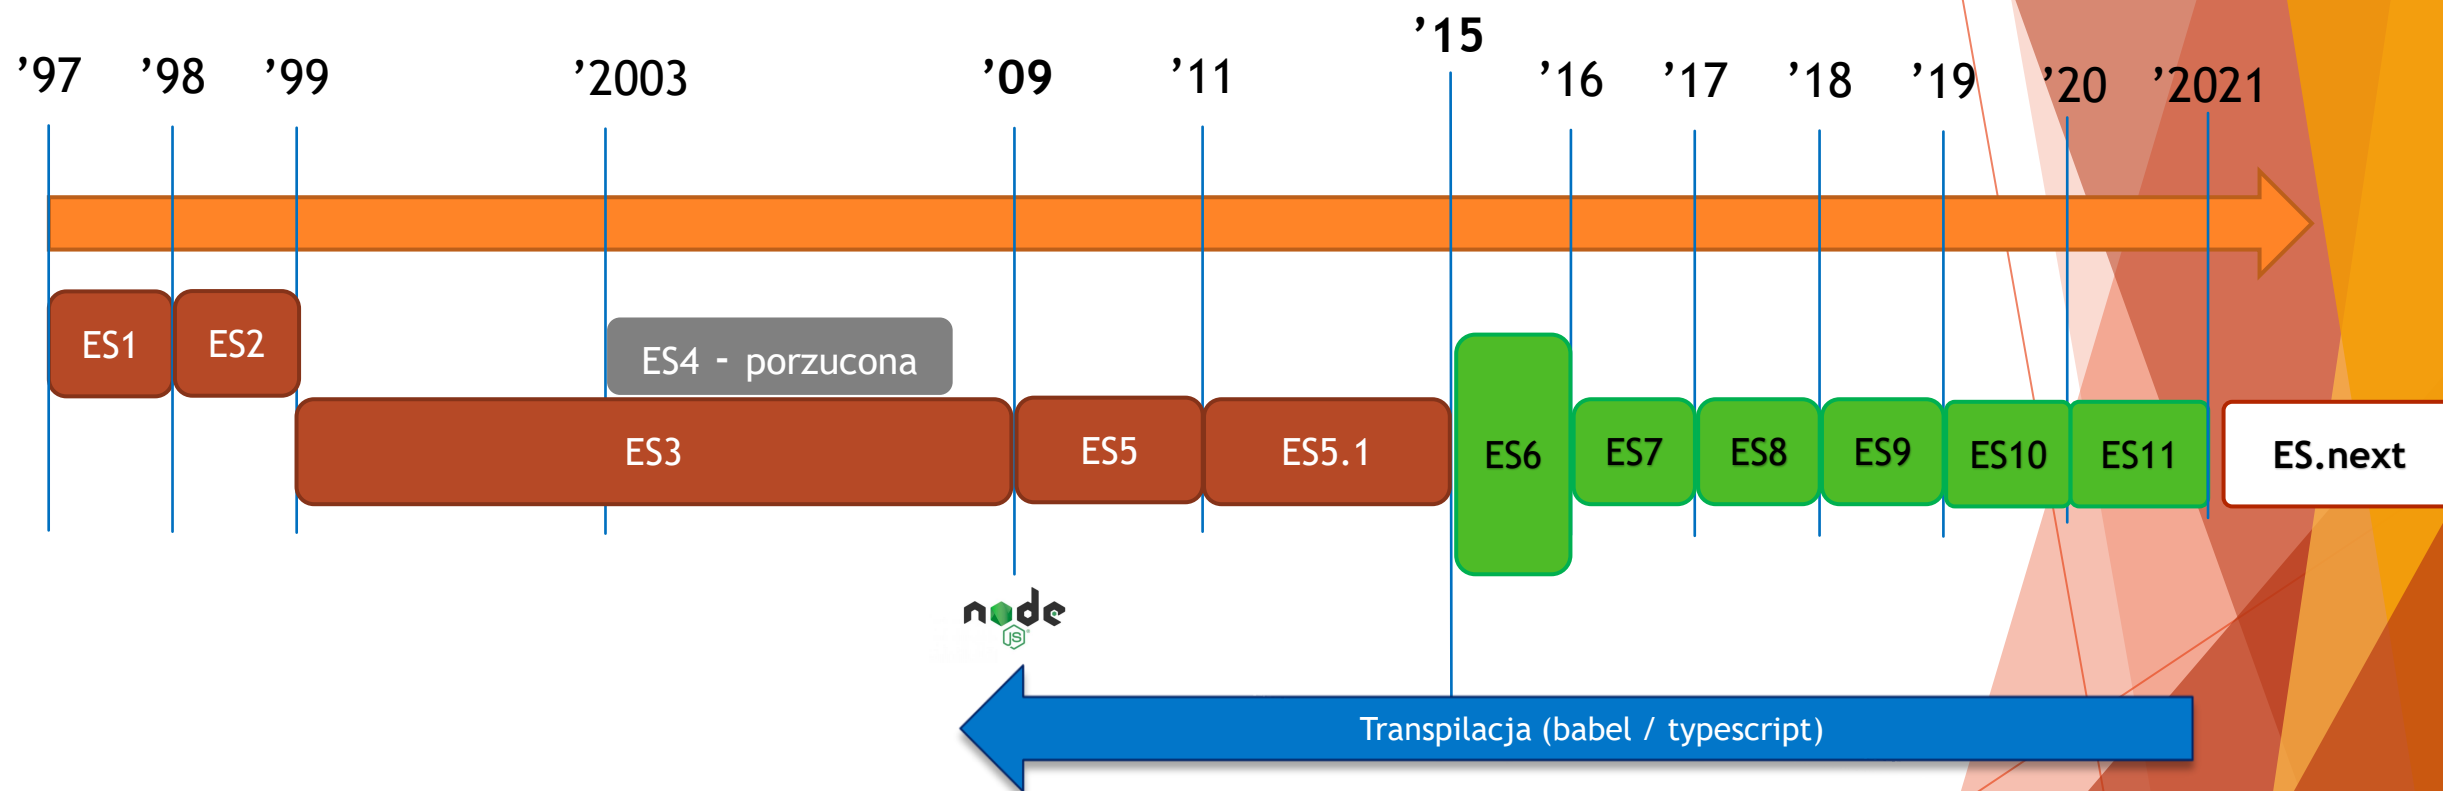 ’97 ’98 ’99 ’2003 ’09 ’11 ’15 ’16 ’17 ’18 ’19 ’20 ’2021
ES1 ES2 ES4 - porzucona
ES3 ES5 ES5.1 ES6 ES7 ES8 ES9 ES10 ES11 ES.next
node
JS
Transpilacja (babel / typescript)